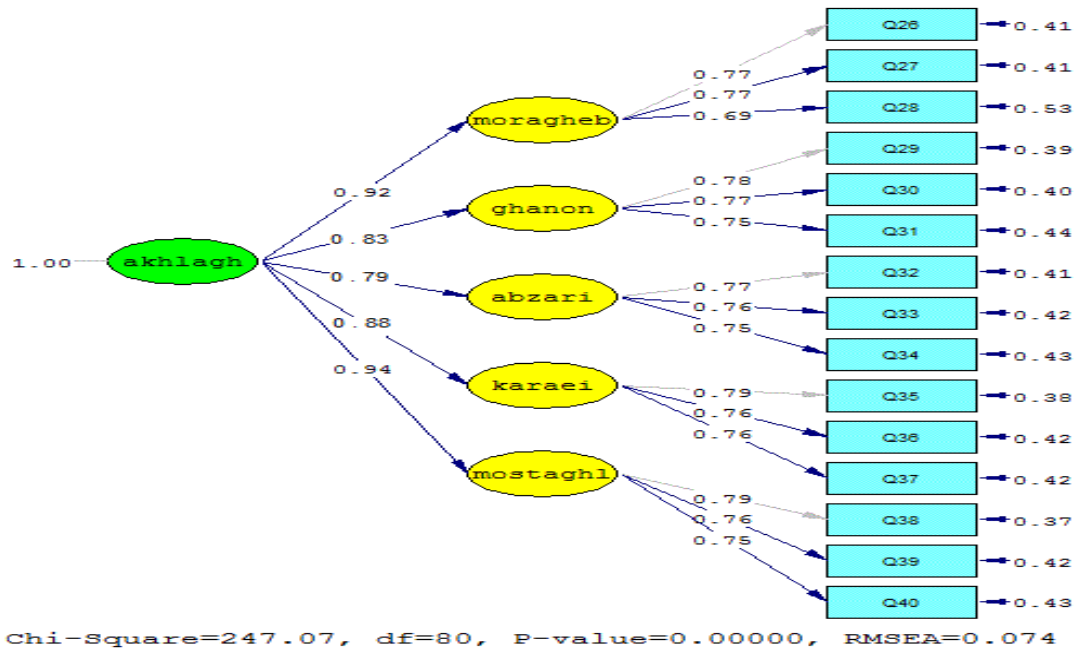 Q26
0.41
Q27
0.41
0.77
0.77
0.69
Q28
0.53
moragheb
Q29
0.39
0.92
0.78
0.77
0.75
Q30
0.40
ghanon
Q31
0.44
0.83
1.00
akhlagh
0.79
Q32
0.41
0.77
0.76
0.75
abzari
Q33
0.42
0.88
Q34
0.43
0.94
karaei
0.79
0.76
0.76
Q35
0.38
Q36
0.42
mostaghl
Q37
0.42
0.79
0.76
0.75
Q38
0.37
Q39
0.42
Q40
0.43
Chi-Square=247.07, df=80, P-value=0.00000, RMSEA=0.074